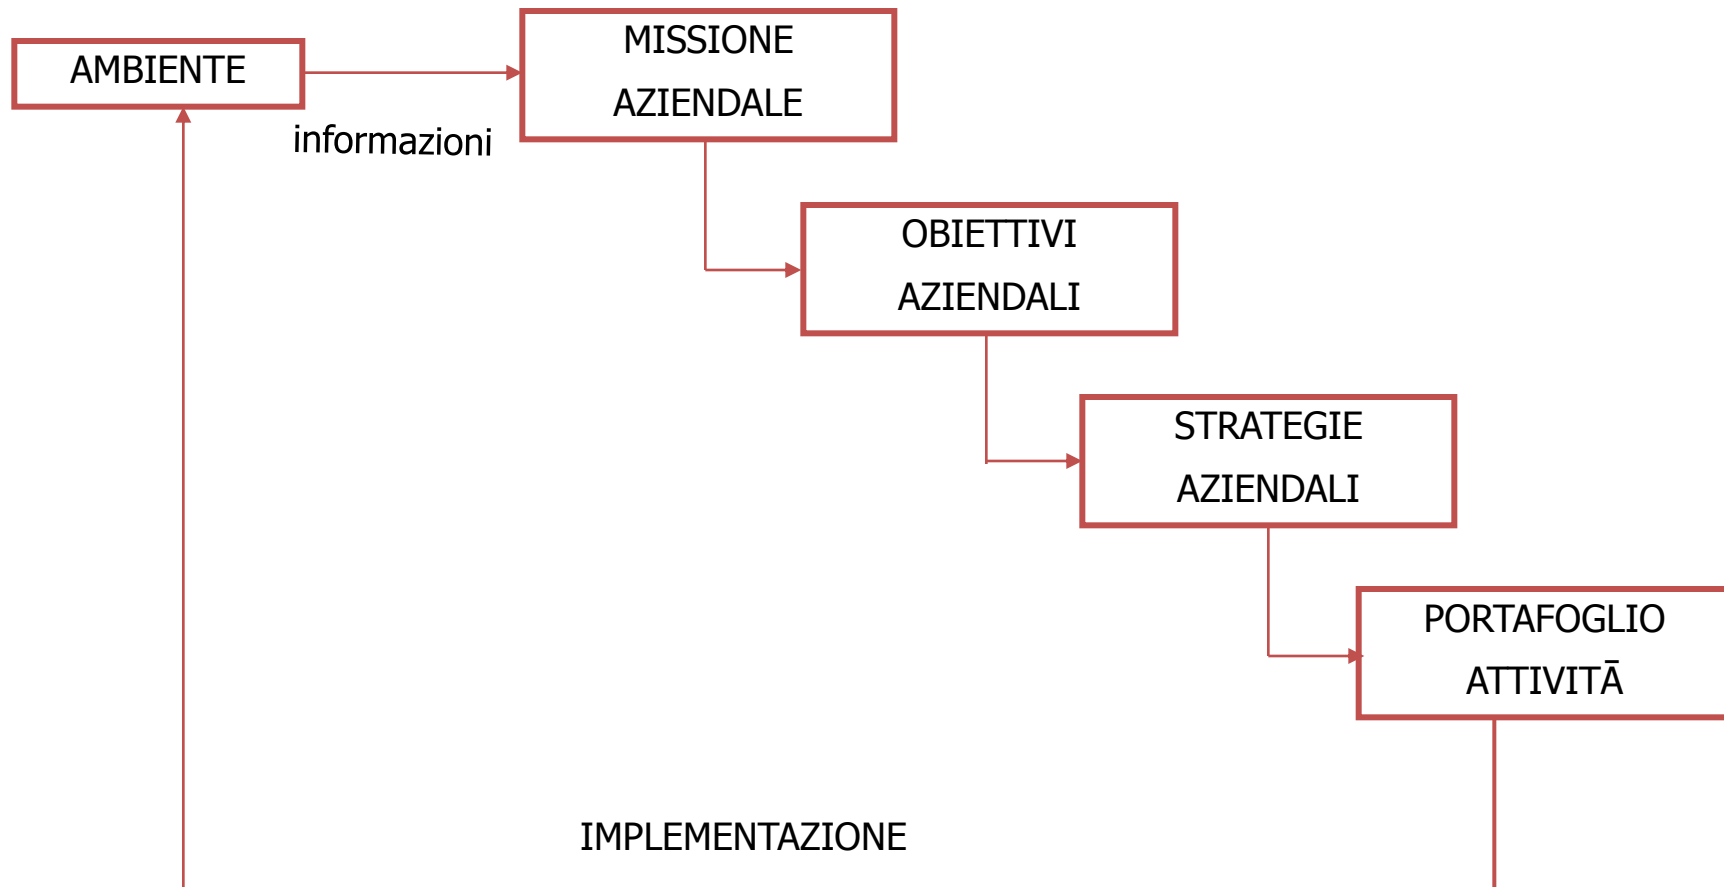 AMBIENTE
MISSIONE
AZIENDALE
informazioni
OBIETTIVI
AZIENDALI
STRATEGIE
AZIENDALI
PORTAFOGLIO
ATTIVITĀ
IMPLEMENTAZIONE